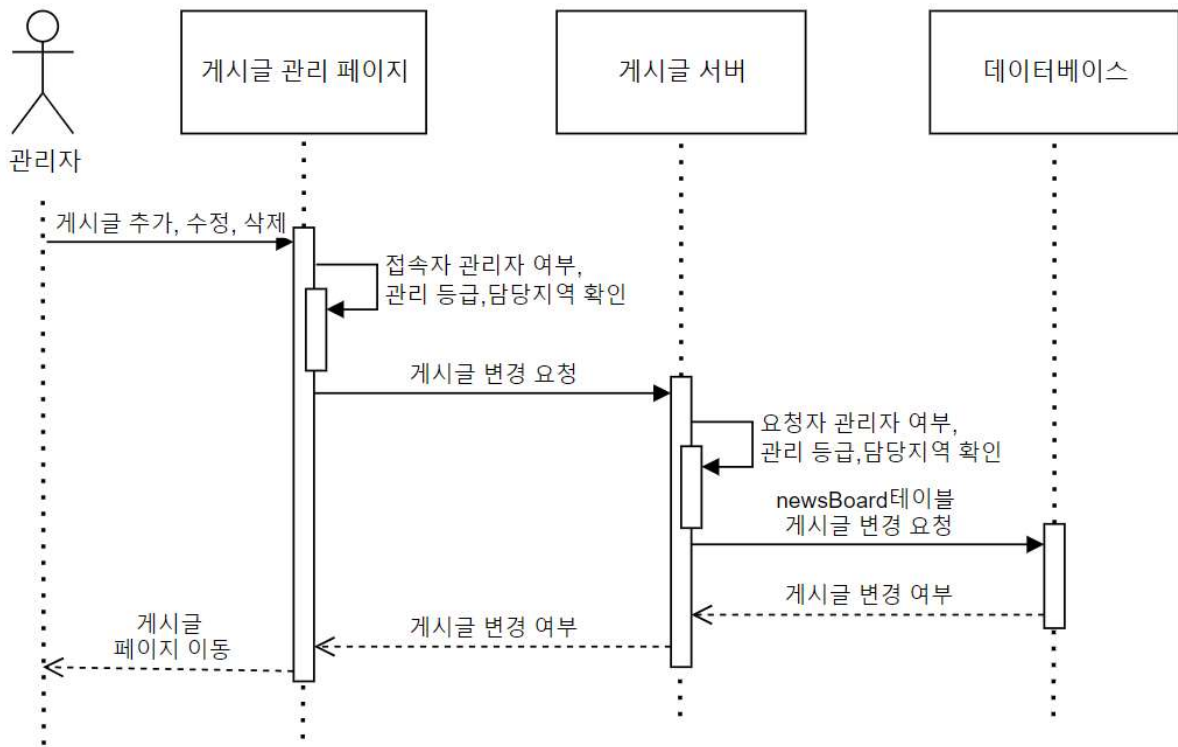 게시글 관리 페이지
게시글 서버
데이터베이스
관리자
게시글 추가, 수정, 삭제
접속자 관리자 여부,
관리 등급,담당지역 확인
게시글 변경 요청
요청자 관리자 여부,
관리 등급,담당지역 확인
newsBoard테이블
게시글 변경 요청
게시글 변경 여부
게시글 변경 여부
게시글
페이지 이동